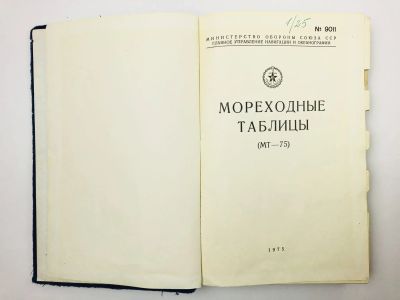 1/25
№ 9011
МИНИСТЕРСТВО ОБОРОНЫ СОЮЗА ССР
ГЛАВНОЕ УПРАВЛЕНИЕ НАВИГАЦИИ И ОКЕАНОГРАФИИ
МОРЕХОДНЫЕ
ТАБЛИЦЫ
(МТ—75)
1975